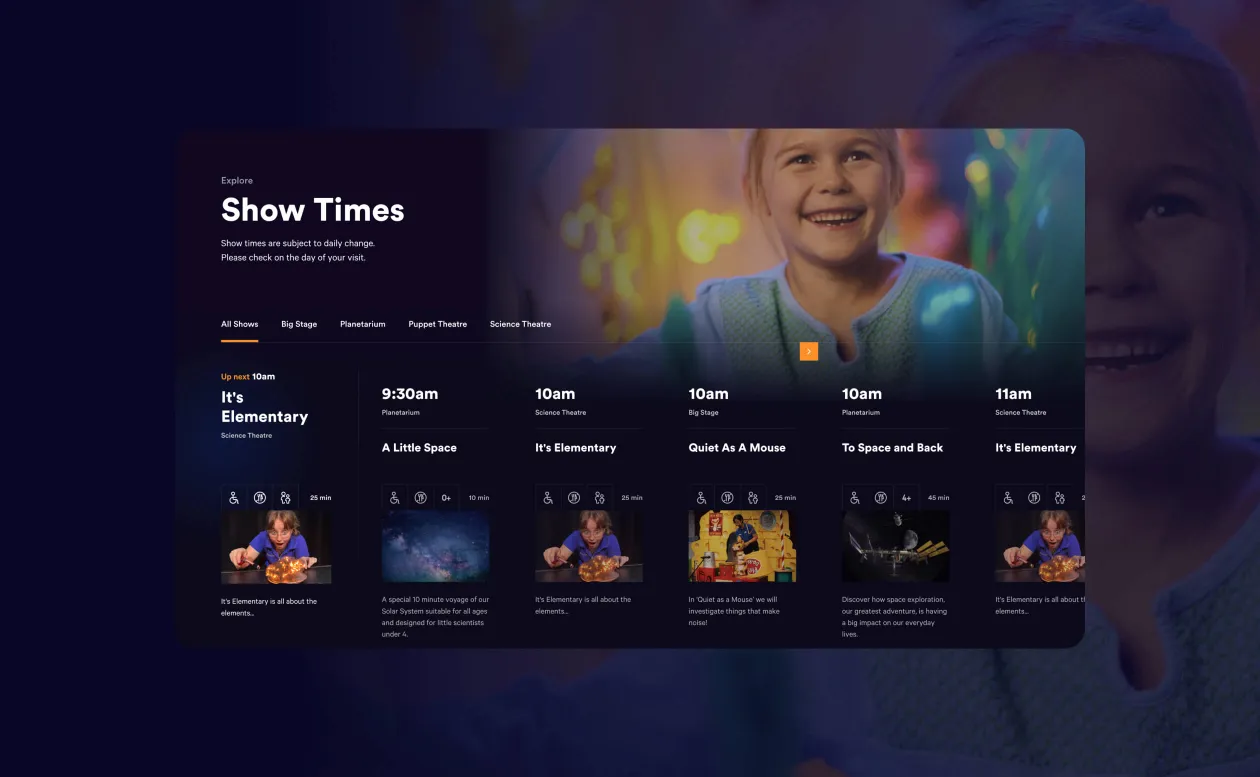 Explore
Show Times
Show times are subject to daily change.
Please check on the day of your visit.
All Shows
Big Stage
Planetarium
Puppet Theatre
Science Theatre
Up next 10am
It's
Elementary
Science Theatre
25 min
It's Elementary is all about the
elements...
9:30am
Planetarium
A Little Space
0+
10 min
A special 10 minute voyage of our
Solar System suitable for all ages
and designed for little scientists
under 4.
10am
Science Theatre
It's Elementary
25 min
It's Elementary is all about the
elements...
10am
Big Stage
Quiet As A Mouse
25 min
In 'Quiet as a Mouse' we will
investigate things that make
noise!
10am
Planetarium
To Space and Back
4+
45 min
Discover how space exploration,
our greatest adventure, is having
a big impact on our everyday
lives.
11am
Science Theatre
It's Elementary
It's Elementary is all about
elements...